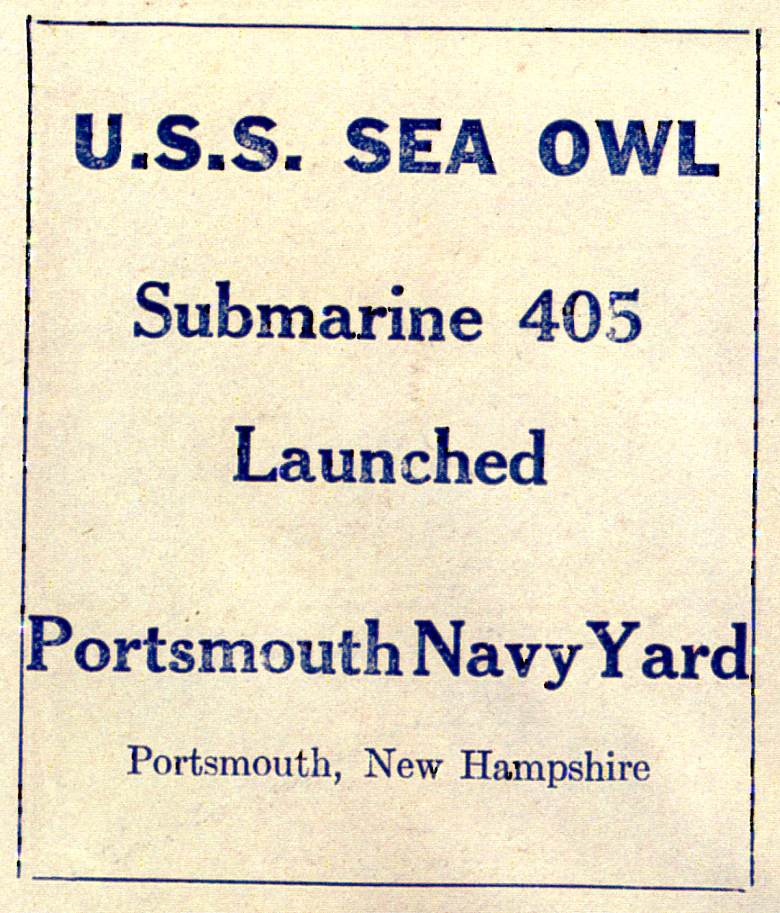 U.S.S. SEA OWL
Submarine 405
Launched
Portsmouth Navy Yard
Portsmouth, New Hampshire